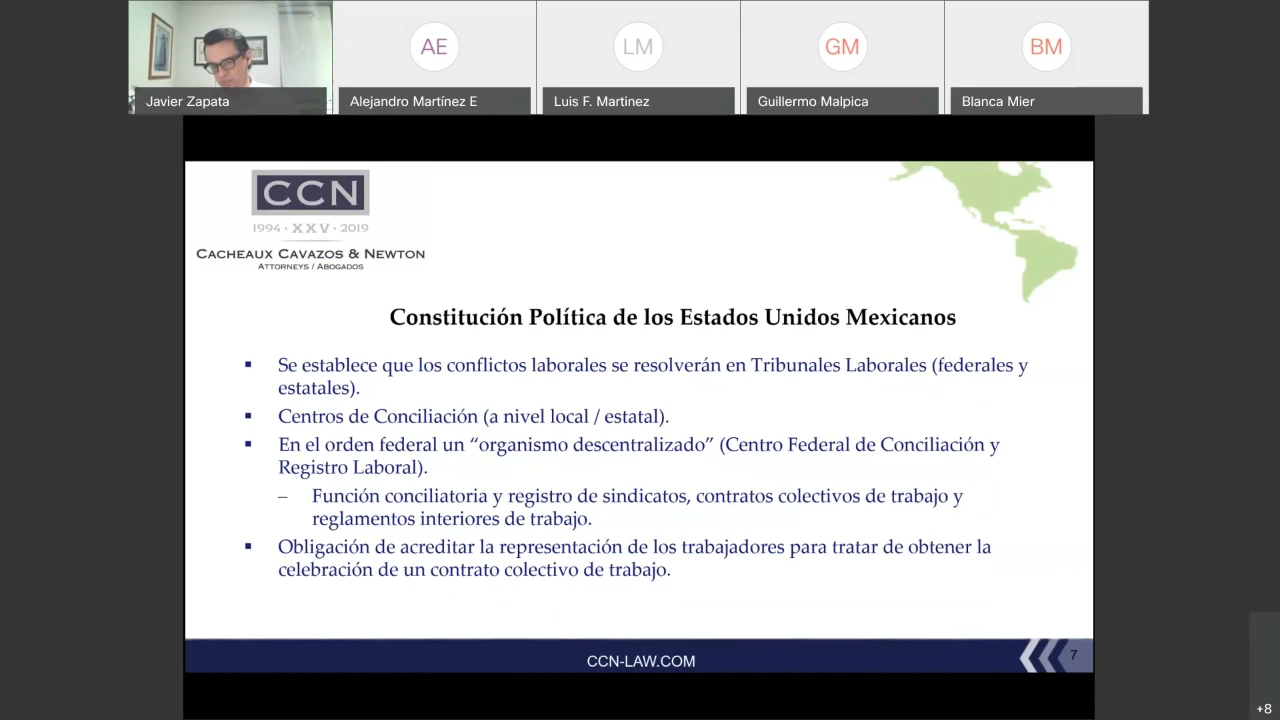 AE
LM
GM
BM
Javier Zapata
Alejandro Martínez E
Luis F. Martinez
Guillermo Malpica
Blanca Mier
CCN
1994 · XXV · 2019
CACHEAUX CAVAZOS & NEWTON
ATTORNEYS / ABOGADOS
Constitución Política de los Estados Unidos Mexicanos
▪ Se establece que los conflictos laborales se resolverán en Tribunales Laborales (federales y
estatales).
▪ Centros de Conciliación (a nivel local / estatal).
▪ En el orden federal un “organismo descentralizado” (Centro Federal de Conciliación y
Registro Laboral).
– Función conciliatoria y registro de sindicatos, contratos colectivos de trabajo y
reglamentos interiores de trabajo.
▪ Obligación de acreditar la representación de los trabajadores para tratar de obtener la
celebración de un contrato colectivo de trabajo.
CCN-LAW.COM
7
+8